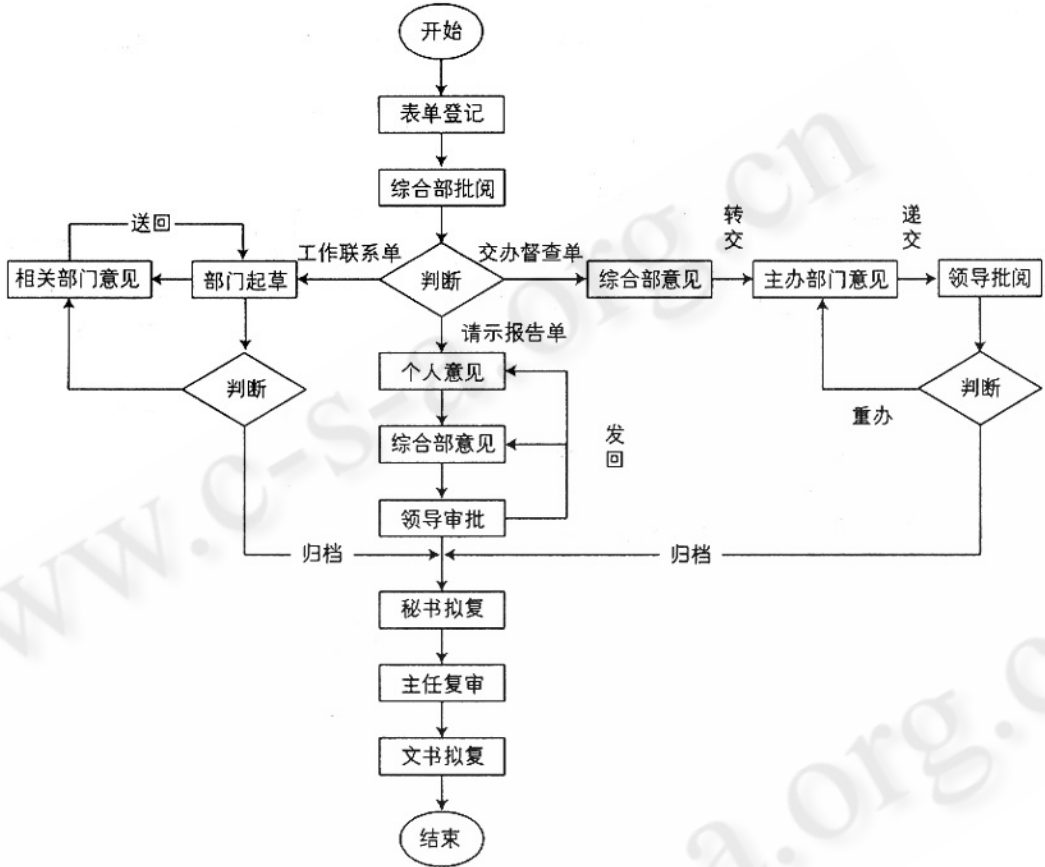 开始
表单登记
综合部批阅
送回
工作联系单
交办督查单
转交
递交
相关部门意见
部门起草
判断
综合部意见
主办部门意见
领导批阅
请示报告单
判断
个人意见
判断
重办
综合部意见
发回
领导审批
归档
归档
秘书拟复
主任复审
文书拟复
结束
www.c-s-a.org.cn
a.org.c